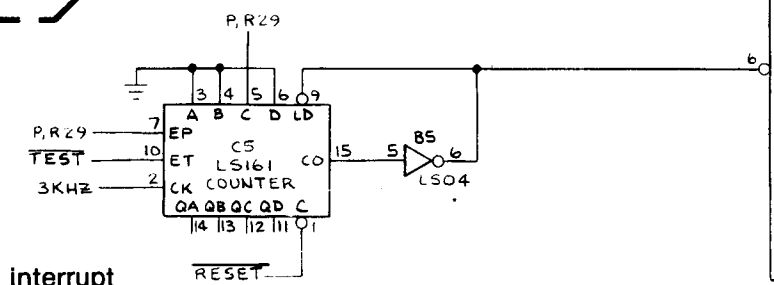 P,R29
3 4 5 6 9
A B C D LD
6
P,R29 7 EP
C5
TEST 10 ET
LS161
CO 15
5 B5 6
LS04
3KHZ 2 CK
COUNTER
QA QB QC QD C
14 13 12 11 1
RESET
interrupt